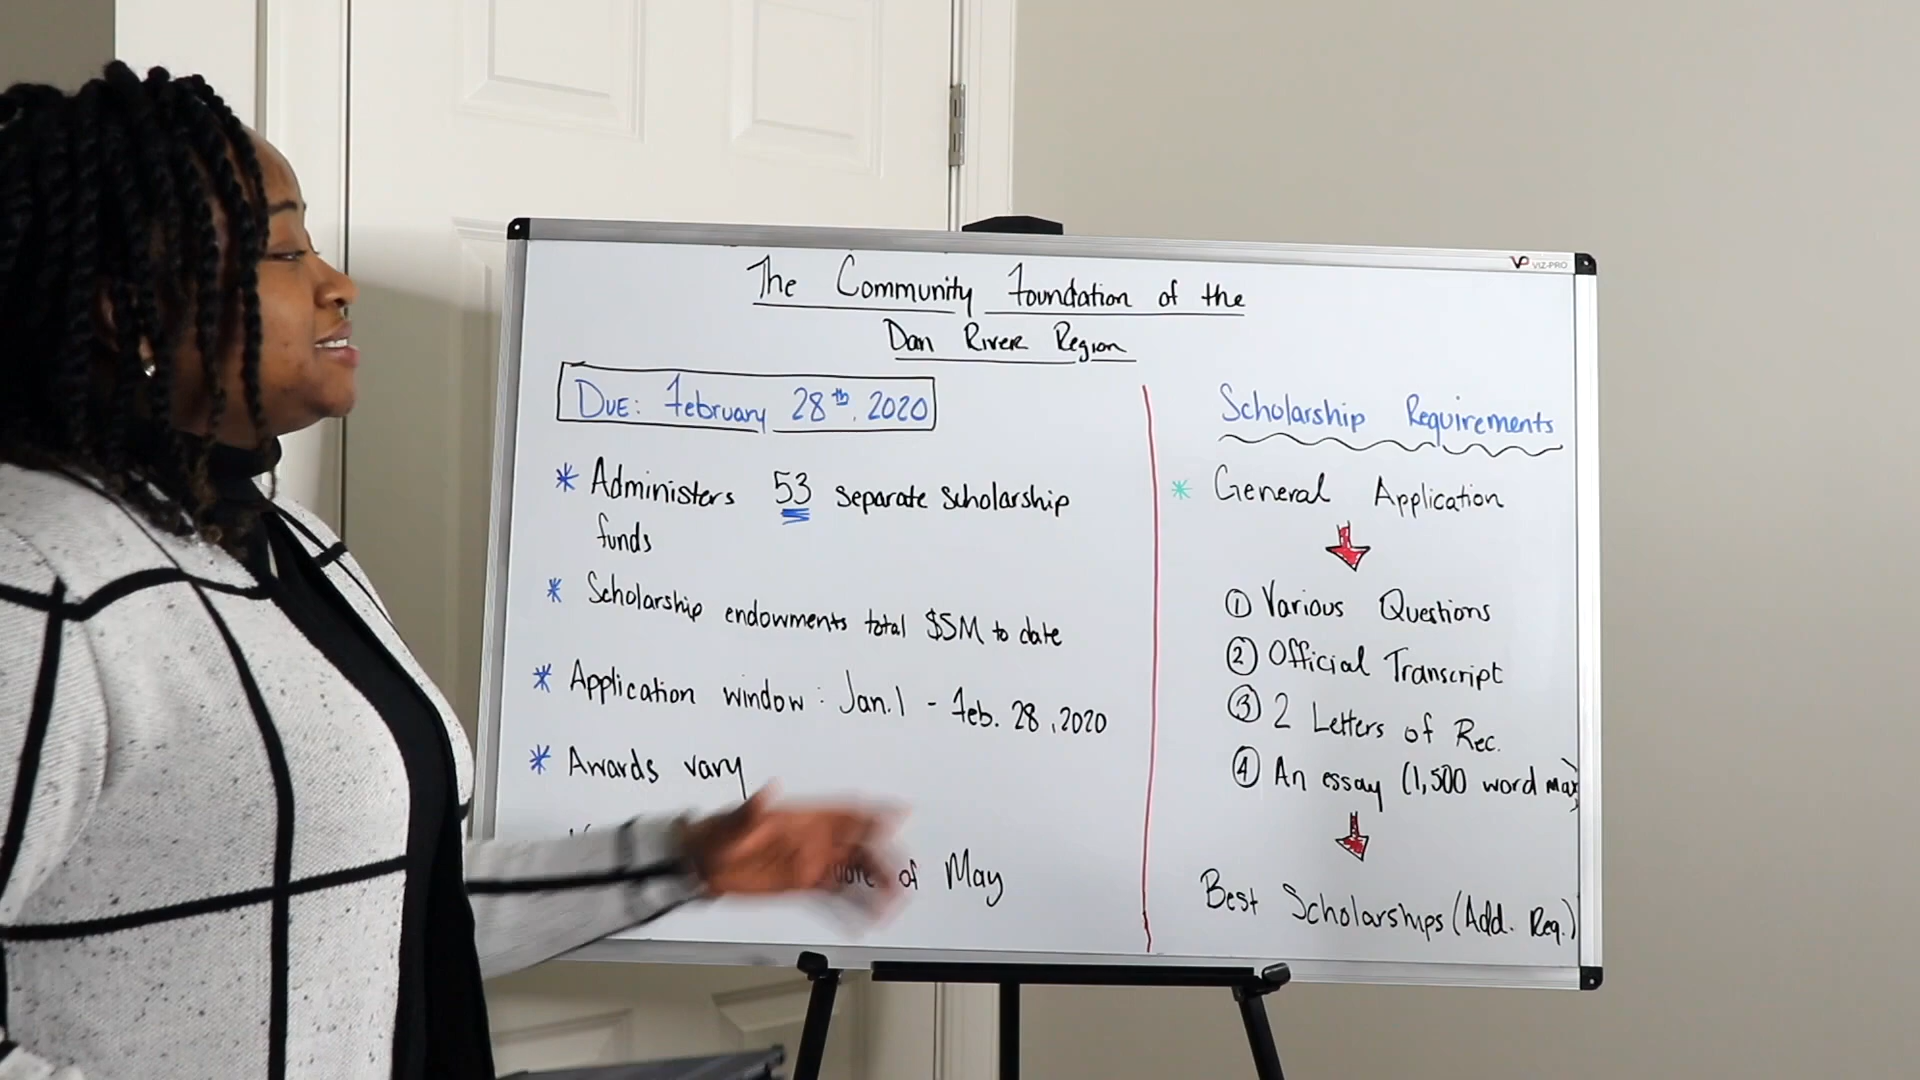 VP VIZ-PRO
The Community Foundation of the
Dan River Region
DUE: February 28th, 2020
* Administers 53 separate scholarship
funds
* Scholarship endowments total $5M to date
* Application window: Jan. 1 - Feb. 28, 2020
* Awards vary
of May
Scholarship Requirements
* General Application
① Various Questions
② Official Transcript
③ 2 Letters of Rec.
④ An essay (1,500 word max)
Best Scholarships (Add. Req.)